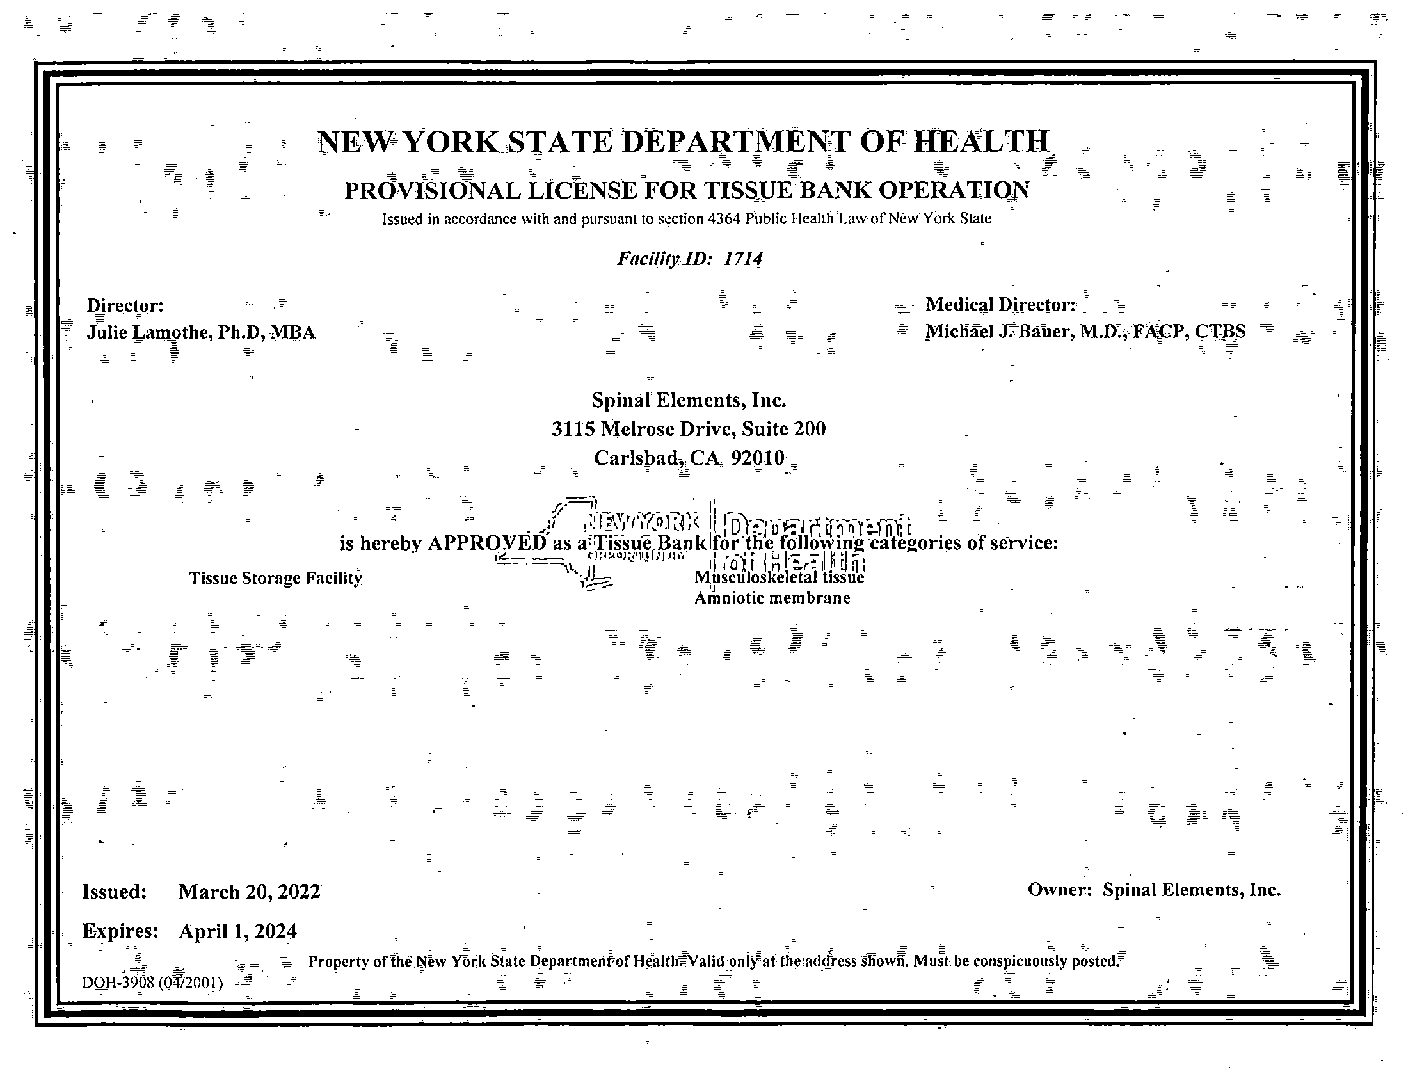 NEW YORK STATE DEPARTMENT OF HEALTH
PROVISIONAL LICENSE FOR TISSUE BANK OPERATION
Issued in accordance with and pursuant to section 4364 Public Health Law of New York State
Facility ID: 1714
Director:
Julie Lamothe, Ph.D, MBA
Medical Director:
Michael J. Bauer, M.D., FACP, CTBS
Spinal Elements, Inc.
3115 Melrose Drive, Suite 200
Carlsbad, CA 92010
NEW YORK Department
is hereby APPROVED as a Tissue Bank for the following categories of service:
of Health
Tissue Storage Facility
Musculoskeletal tissue
Amniotic membrane
Issued: March 20, 2022
Owner: Spinal Elements, Inc.
Expires: April 1, 2024
Property of the New York State Department of Health. Valid only at the address shown. Must be conspicuously posted.
DOH-3908 (04/2001)